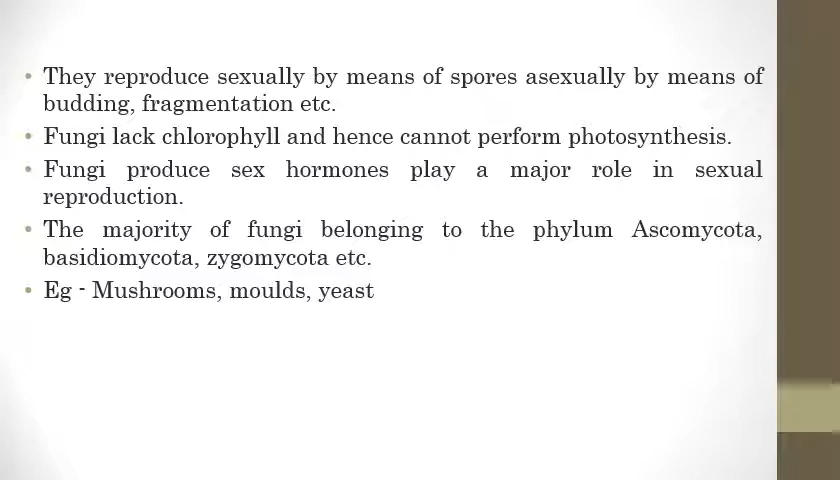 • They reproduce sexually by means of spores asexually by means of
budding, fragmentation etc.
• Fungi lack chlorophyll and hence cannot perform photosynthesis.
• Fungi produce sex hormones play a major role in sexual
reproduction.
• The majority of fungi belonging to the phylum Ascomycota,
basidiomycota, zygomycota etc.
• Eg - Mushrooms, moulds, yeast